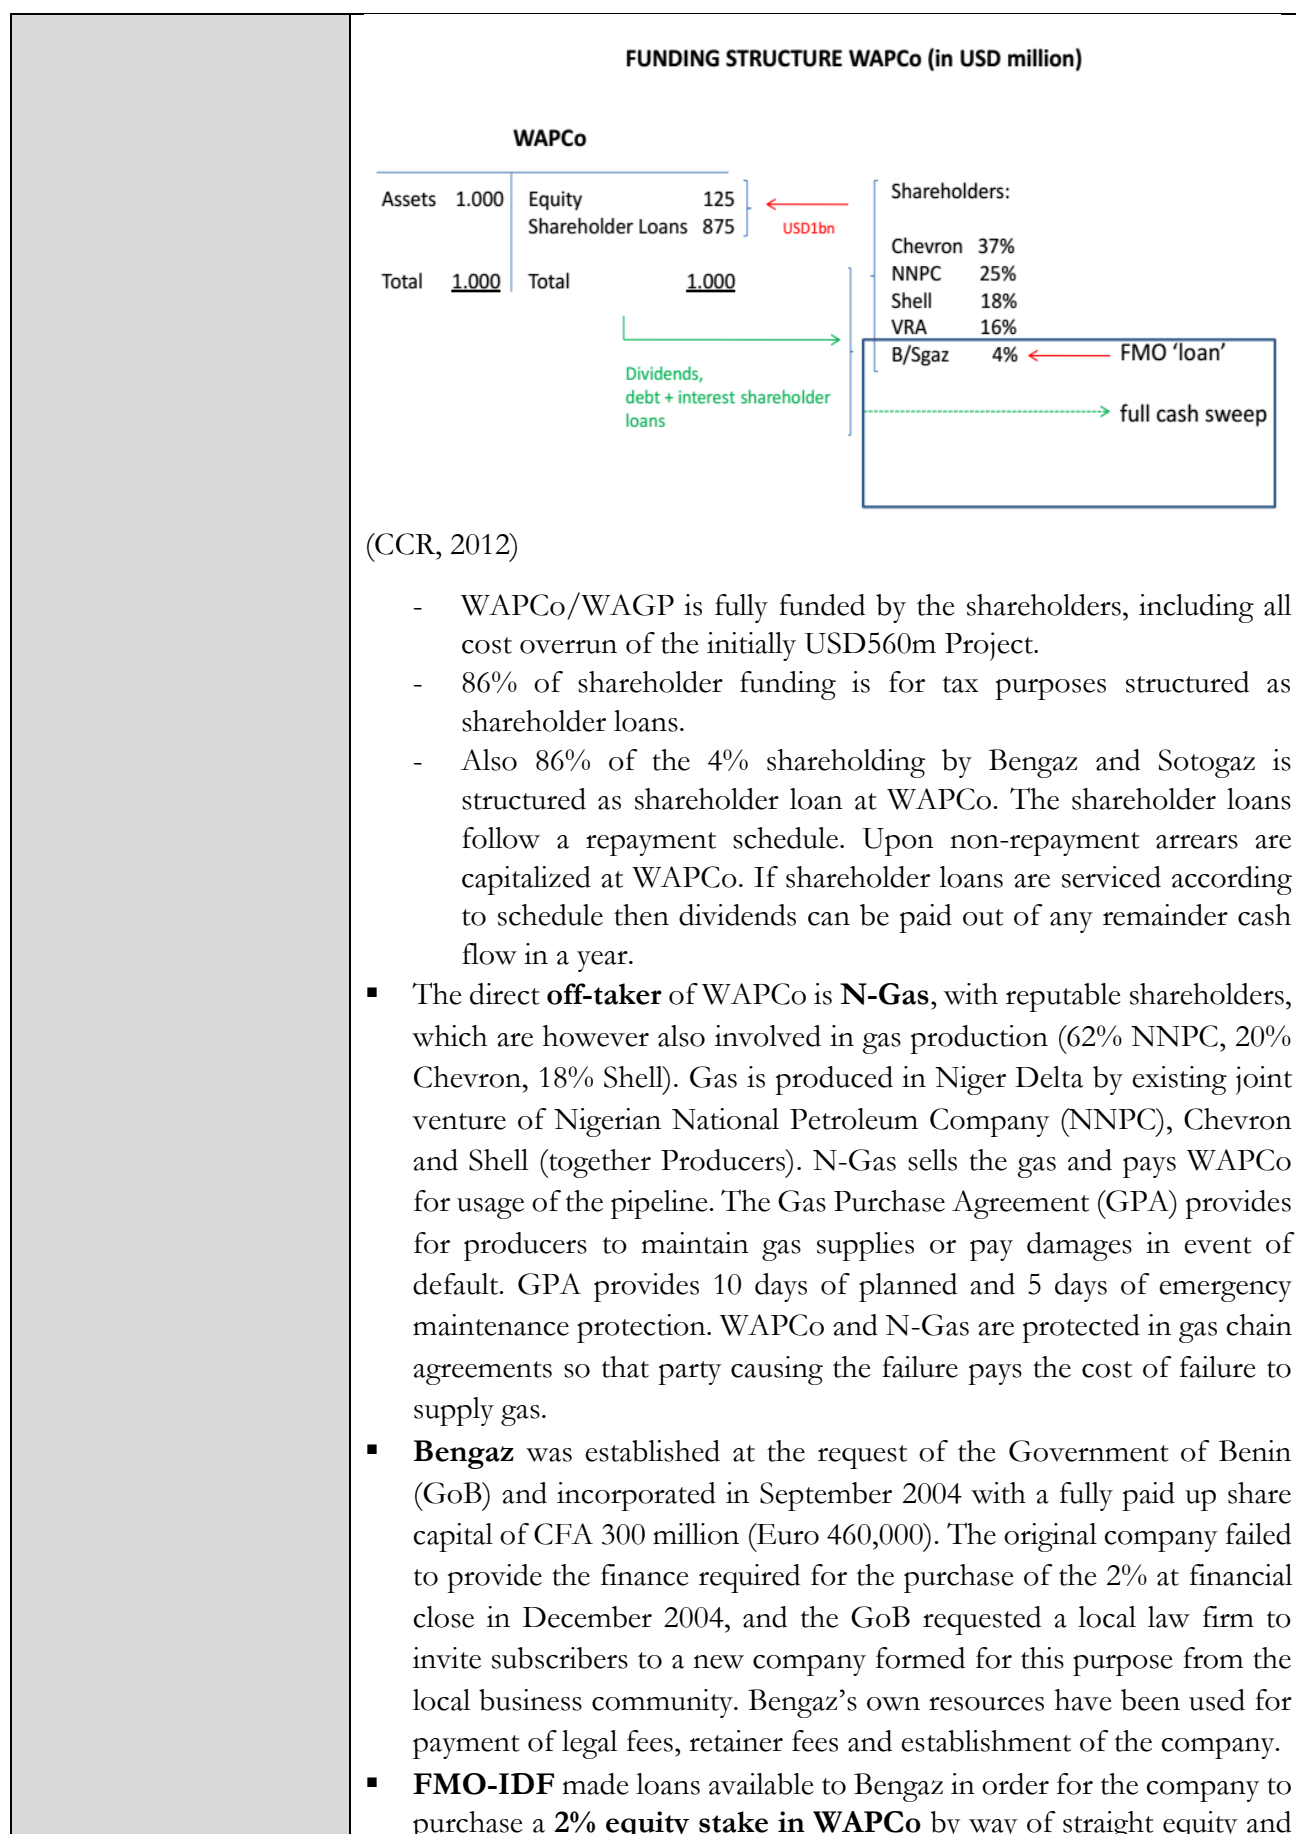 FUNDING STRUCTURE WAPCo (in USD million)
WAPCo
Assets 1.000 Equity 125
Shareholder Loans 875
USD1bn
Total 1.000 Total 1.000
Dividends,
debt + interest shareholder
loans
Shareholders:
Chevron 37%
NNPC 25%
Shell 18%
VRA 16%
B/Sgaz 4% FMO ‘loan’
full cash sweep
(CCR, 2012)
- WAPCo/WAGP is fully funded by the shareholders, including all
cost overrun of the initially USD560m Project.
- 86% of shareholder funding is for tax purposes structured as
shareholder loans.
- Also 86% of the 4% shareholding by Bengaz and Sotogaz is
structured as shareholder loan at WAPCo. The shareholder loans
follow a repayment schedule. Upon non-repayment arrears are
capitalized at WAPCo. If shareholder loans are serviced according
to schedule then dividends can be paid out of any remainder cash
flow in a year.
▪ The direct off-taker of WAPCo is N-Gas, with reputable shareholders,
which are however also involved in gas production (62% NNPC, 20%
Chevron, 18% Shell). Gas is produced in Niger Delta by existing joint
venture of Nigerian National Petroleum Company (NNPC), Chevron
and Shell (together Producers). N-Gas sells the gas and pays WAPCo
for usage of the pipeline. The Gas Purchase Agreement (GPA) provides
for producers to maintain gas supplies or pay damages in event of
default. GPA provides 10 days of planned and 5 days of emergency
maintenance protection. WAPCo and N-Gas are protected in gas chain
agreements so that party causing the failure pays the cost of failure to
supply gas.
▪ Bengaz was established at the request of the Government of Benin
(GoB) and incorporated in September 2004 with a fully paid up share
capital of CFA 300 million (Euro 460,000). The original company failed
to provide the finance required for the purchase of the 2% at financial
close in December 2004, and the GoB requested a local law firm to
invite subscribers to a new company formed for this purpose from the
local business community. Bengaz’s own resources have been used for
payment of legal fees, retainer fees and establishment of the company.
▪ FMO-IDF made loans available to Bengaz in order for the company to
purchase a 2% equity stake in WAPCo by way of straight equity and